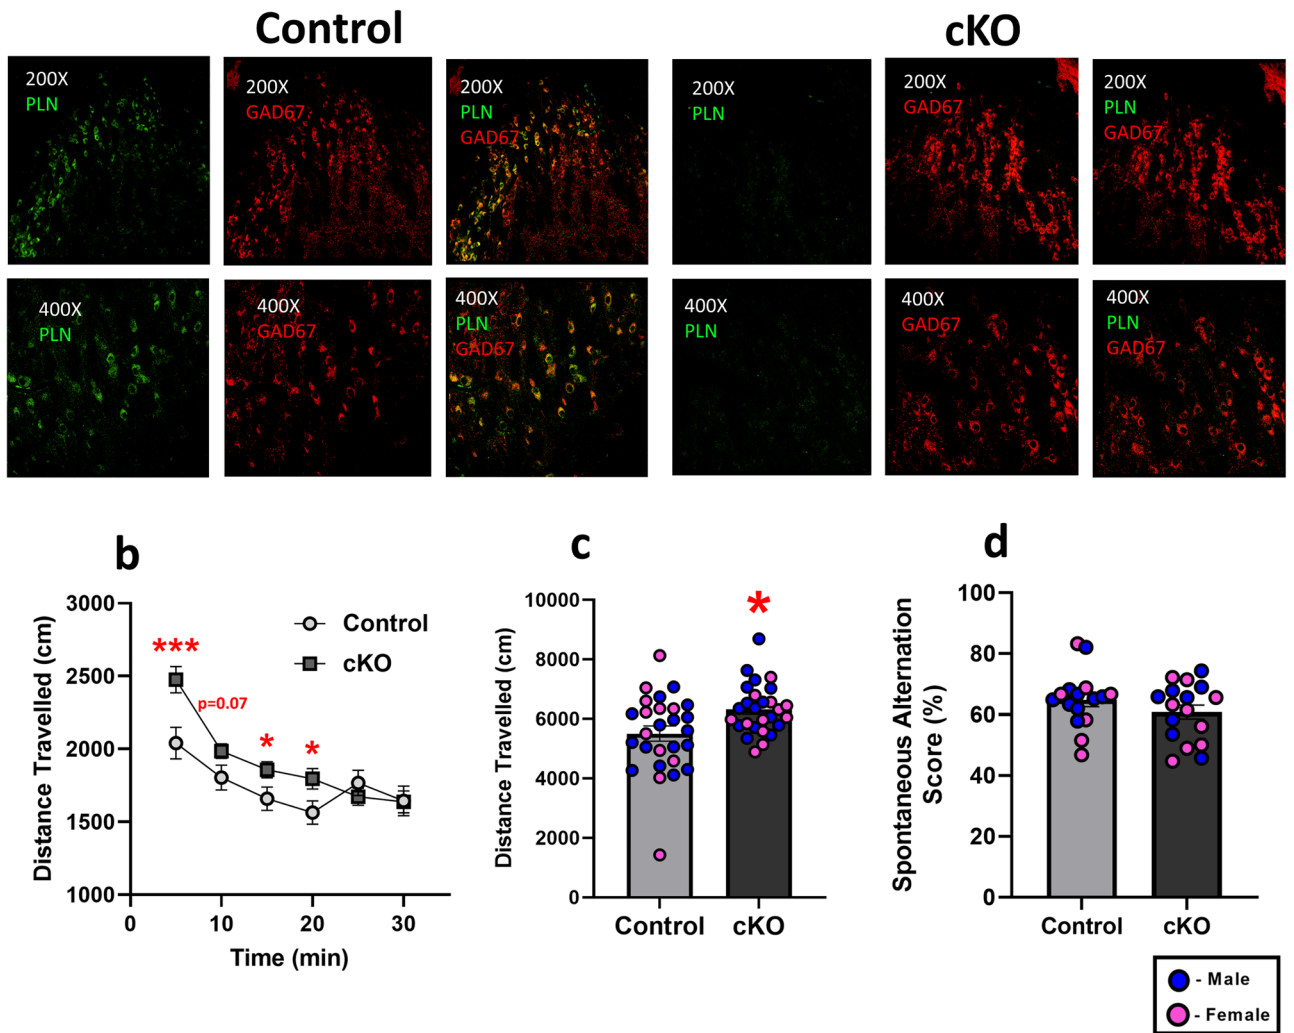 Control
cKO
200X
PLN
200X
GAD67
200X
PLN
GAD67
200X
PLN
200X
GAD67
200X
PLN
GAD67
400X
PLN
400X
GAD67
400X
PLN
GAD67
400X
PLN
400X
GAD67
400X
PLN
GAD67
b
Distance Travelled (cm)
3000
2500
2000
1500
1000
0
10
20
30
Time (min)
***
p=0.07
*
*
Control
cKO
c
Distance Travelled (cm)
10000
8000
6000
4000
2000
0
*
Control
cKO
d
Spontaneous Alternation
Score (%)
100
80
60
40
20
0
Control
cKO
- Male
- Female